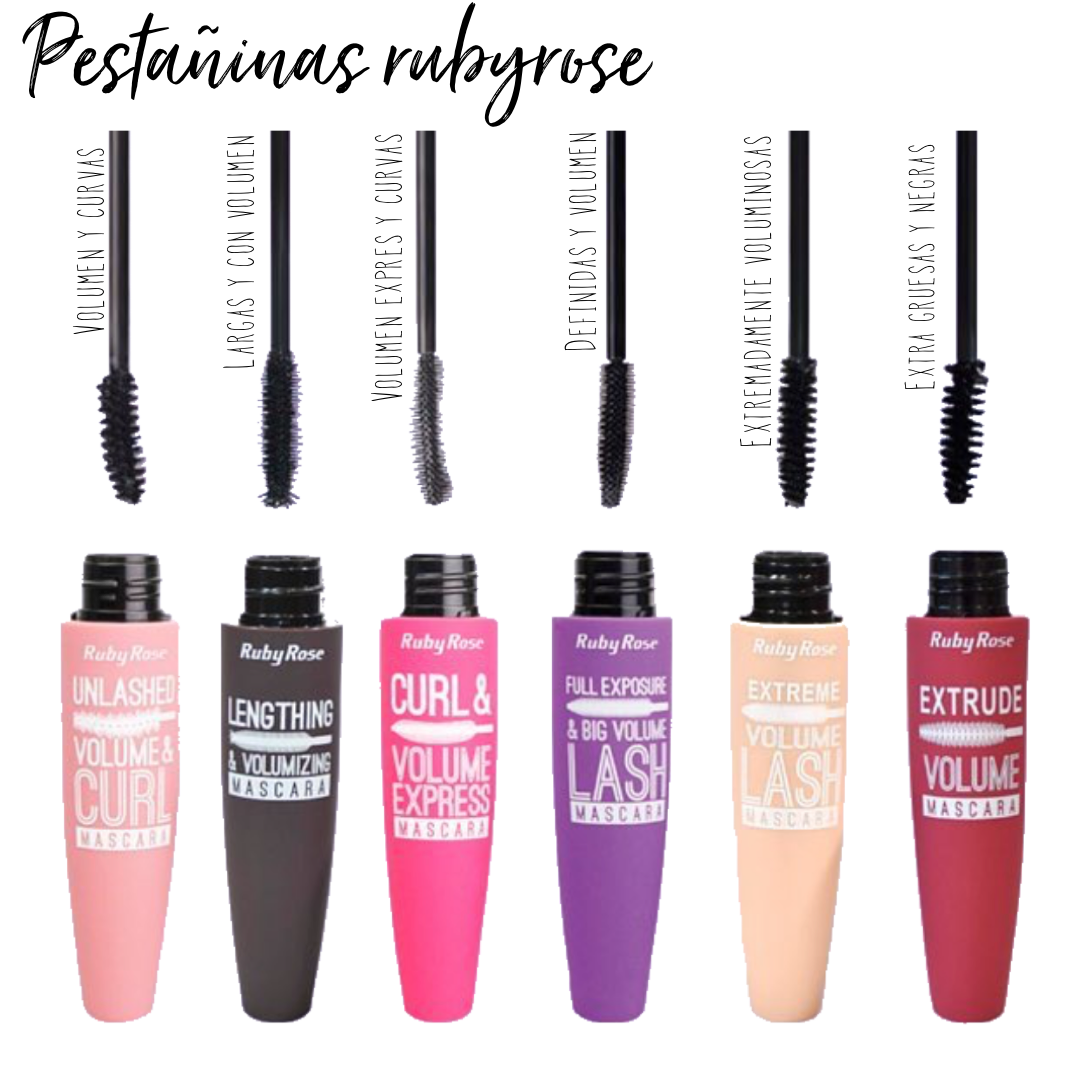 Pestañinas rubyrose
Volumen y curvas
Largas y con volumen
Volumen expres y curvas
Definidas y volumen
Extremadamente voluminosas
Extra gruesas y negras
Ruby Rose
UNLASHED
VOLUME &
CURL
MASCARA
Ruby Rose
LENGTHING
& VOLUMIZING
MASCARA
Ruby Rose
CURL &
VOLUME
EXPRESS
MASCARA
Ruby Rose
FULL EXPOSURE
& BIG VOLUME
LASH
MASCARA
Ruby Rose
EXTREME
VOLUME
LASH
MASCARA
Ruby Rose
EXTRUDE
VOLUME
MASCARA